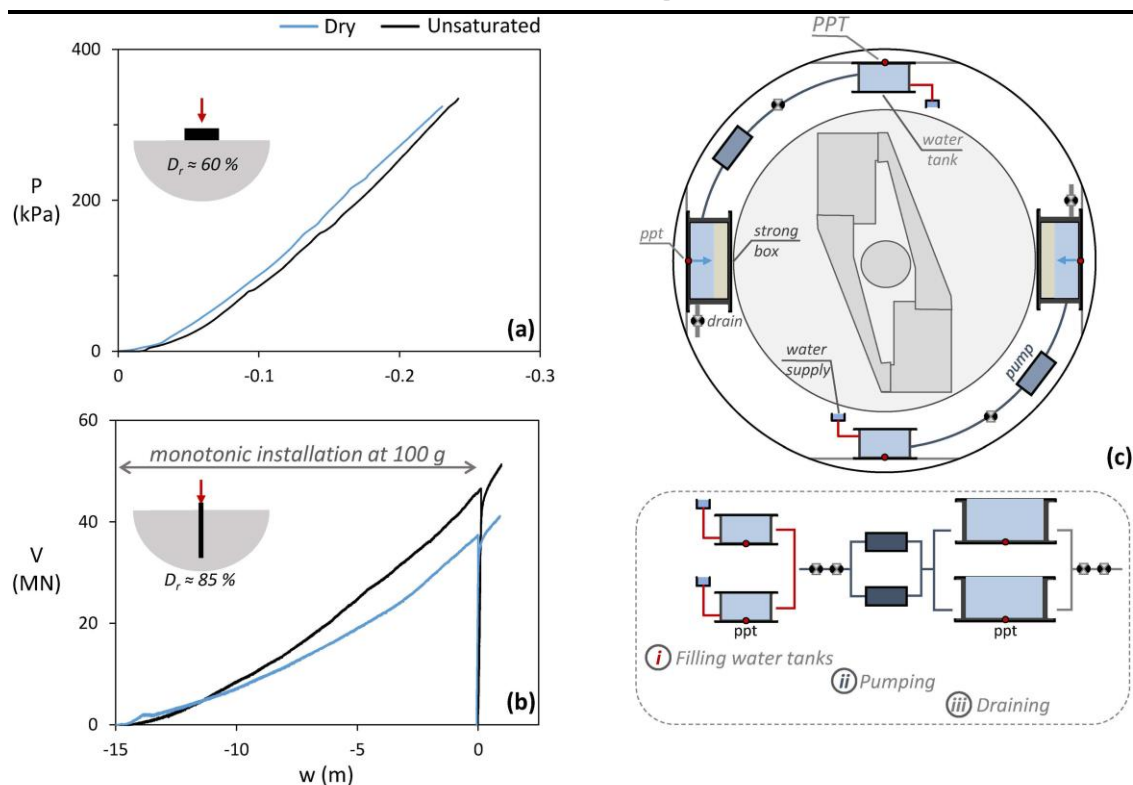 Dry
Unsaturated
400
P
(kPa)
200
0
D_r ≈ 60 %
(a)
0
-0.1
-0.2
-0.3
60
monotonic installation at 100 g
40
V
(MN)
20
0
D_r ≈ 85 %
(b)
-15
-10
-5
0
w (m)
PPT
water
tank
ppt
strong
box
drain
water
supply
pump
(c)
ppt
ppt
i Filling water tanks
ii Pumping
iii Draining